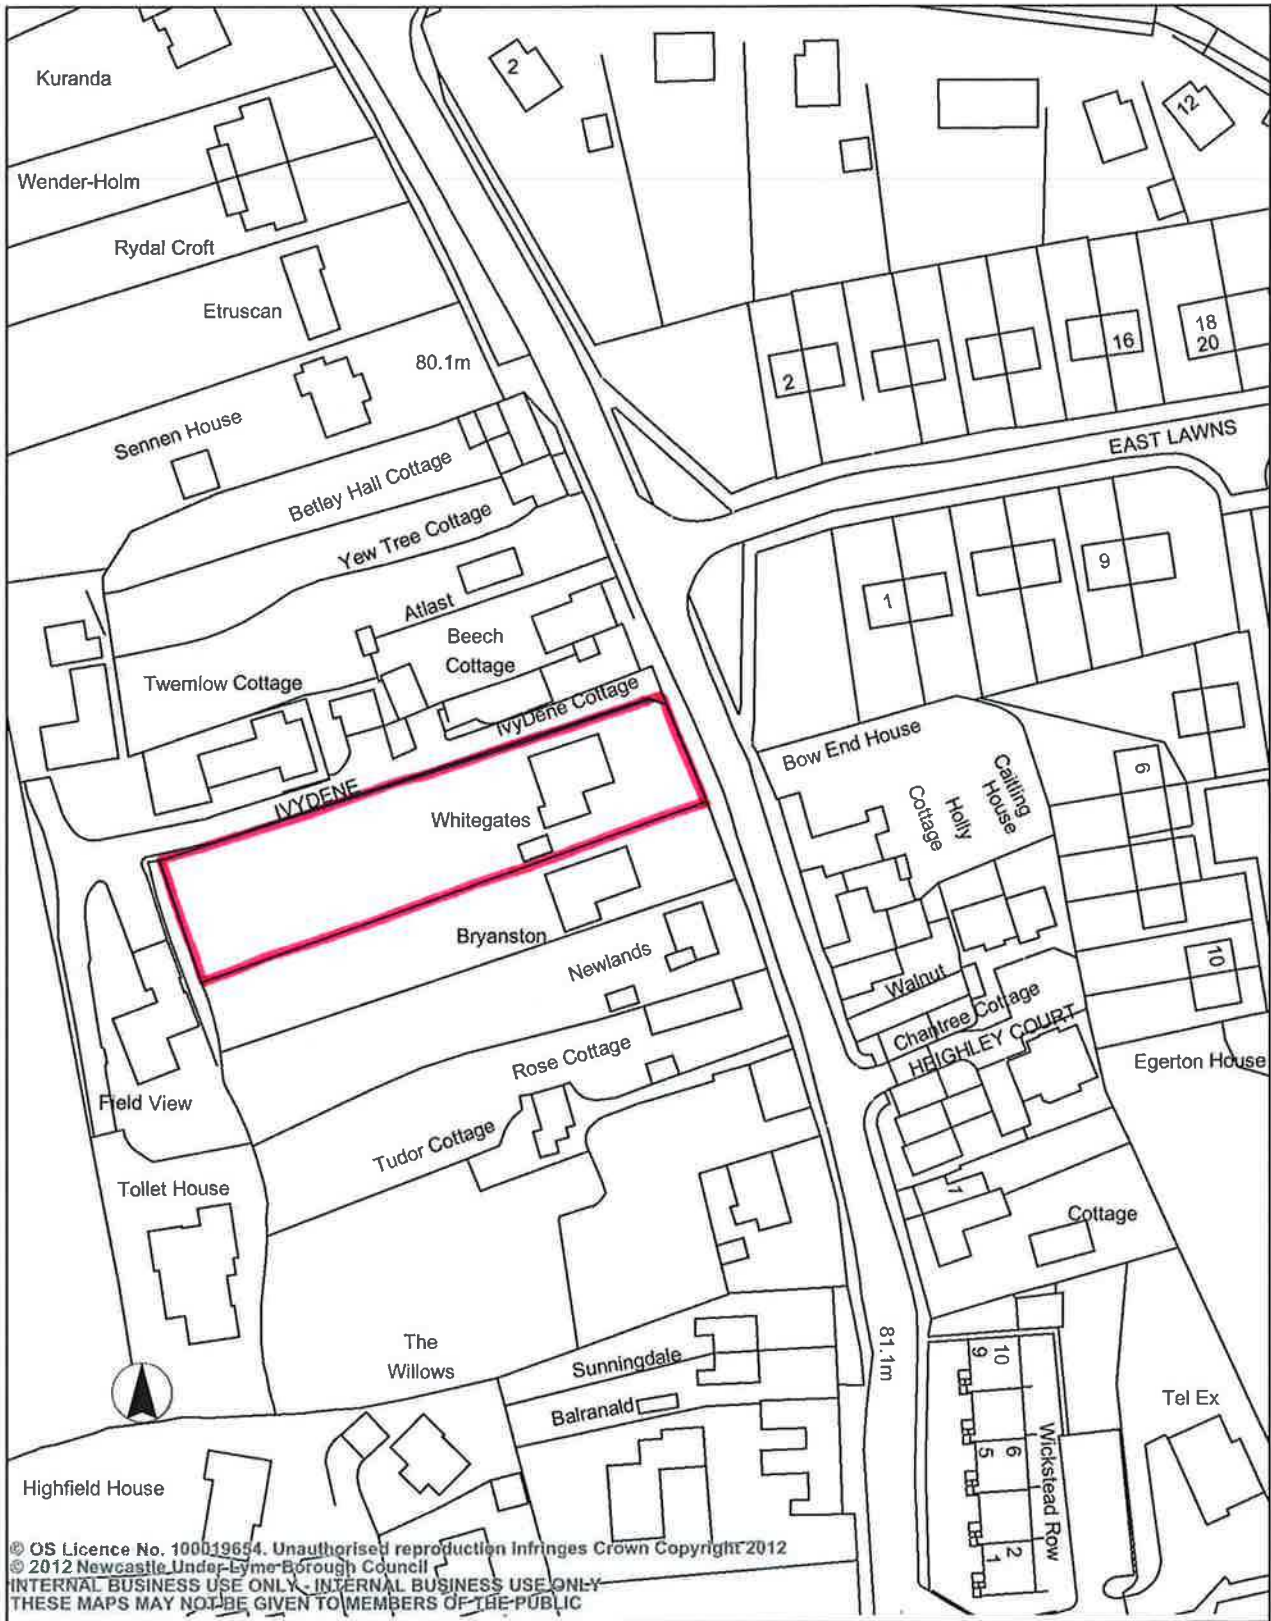 Kuranda
2
12
Wender-Holm
Rydal Croft
Etruscan
80.1m
18
20
16
2
Sennen House
EAST LAWNS
Betley Hall Cottage
Yew Tree Cottage
9
Atlast
1
Beech
Cottage
Twemlow Cottage
IvyDene Cottage
Bow End House
Caitling
House
Holly
Cottage
6
IVYDENE
Whitegates
Bryanston
Newlands
10
Walnut
Chantree Cottage
HEIGHLEY COURT
Rose Cottage
Egerton House
Field View
Tudor Cottage
Tollet House
1
Cottage
The
Willows
Sunningdale
81.1m
10
9
Balranald
Tel Ex
6
5
Wickstead Row
Highfield House
2
1
© OS Licence No. 100019654. Unauthorised reproduction infringes Crown Copyright 2012
© 2012 Newcastle Under-Lyme Borough Council
INTERNAL BUSINESS USE ONLY - INTERNAL BUSINESS USE ONLY
THESE MAPS MAY NOT BE GIVEN TO MEMBERS OF THE PUBLIC